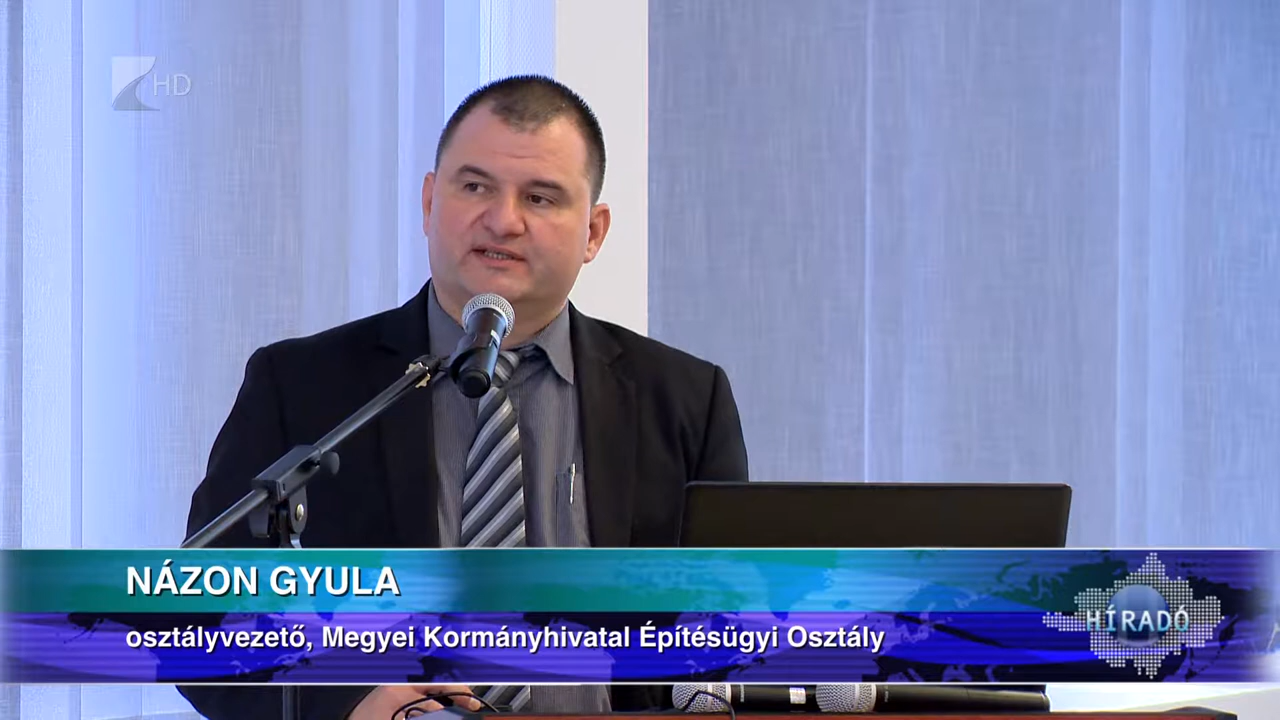 HD
NÁZON GYULA
osztályvezető, Megyei Kormányhivatal Építésügyi Osztály
HÍRADÓ